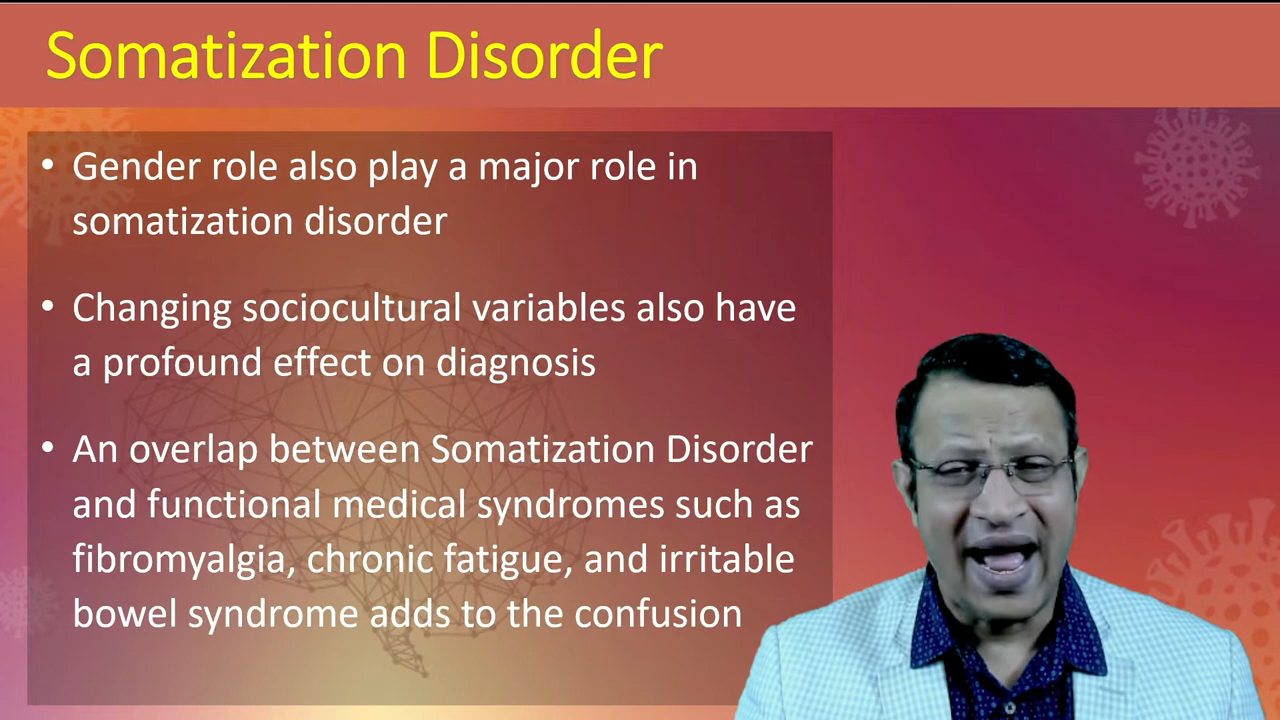 Somatization Disorder
• Gender role also play a major role in
somatization disorder
• Changing sociocultural variables also have
a profound effect on diagnosis
• An overlap between Somatization Disorder
and functional medical syndromes such as
fibromyalgia, chronic fatigue, and irritable
bowel syndrome adds to the confusion